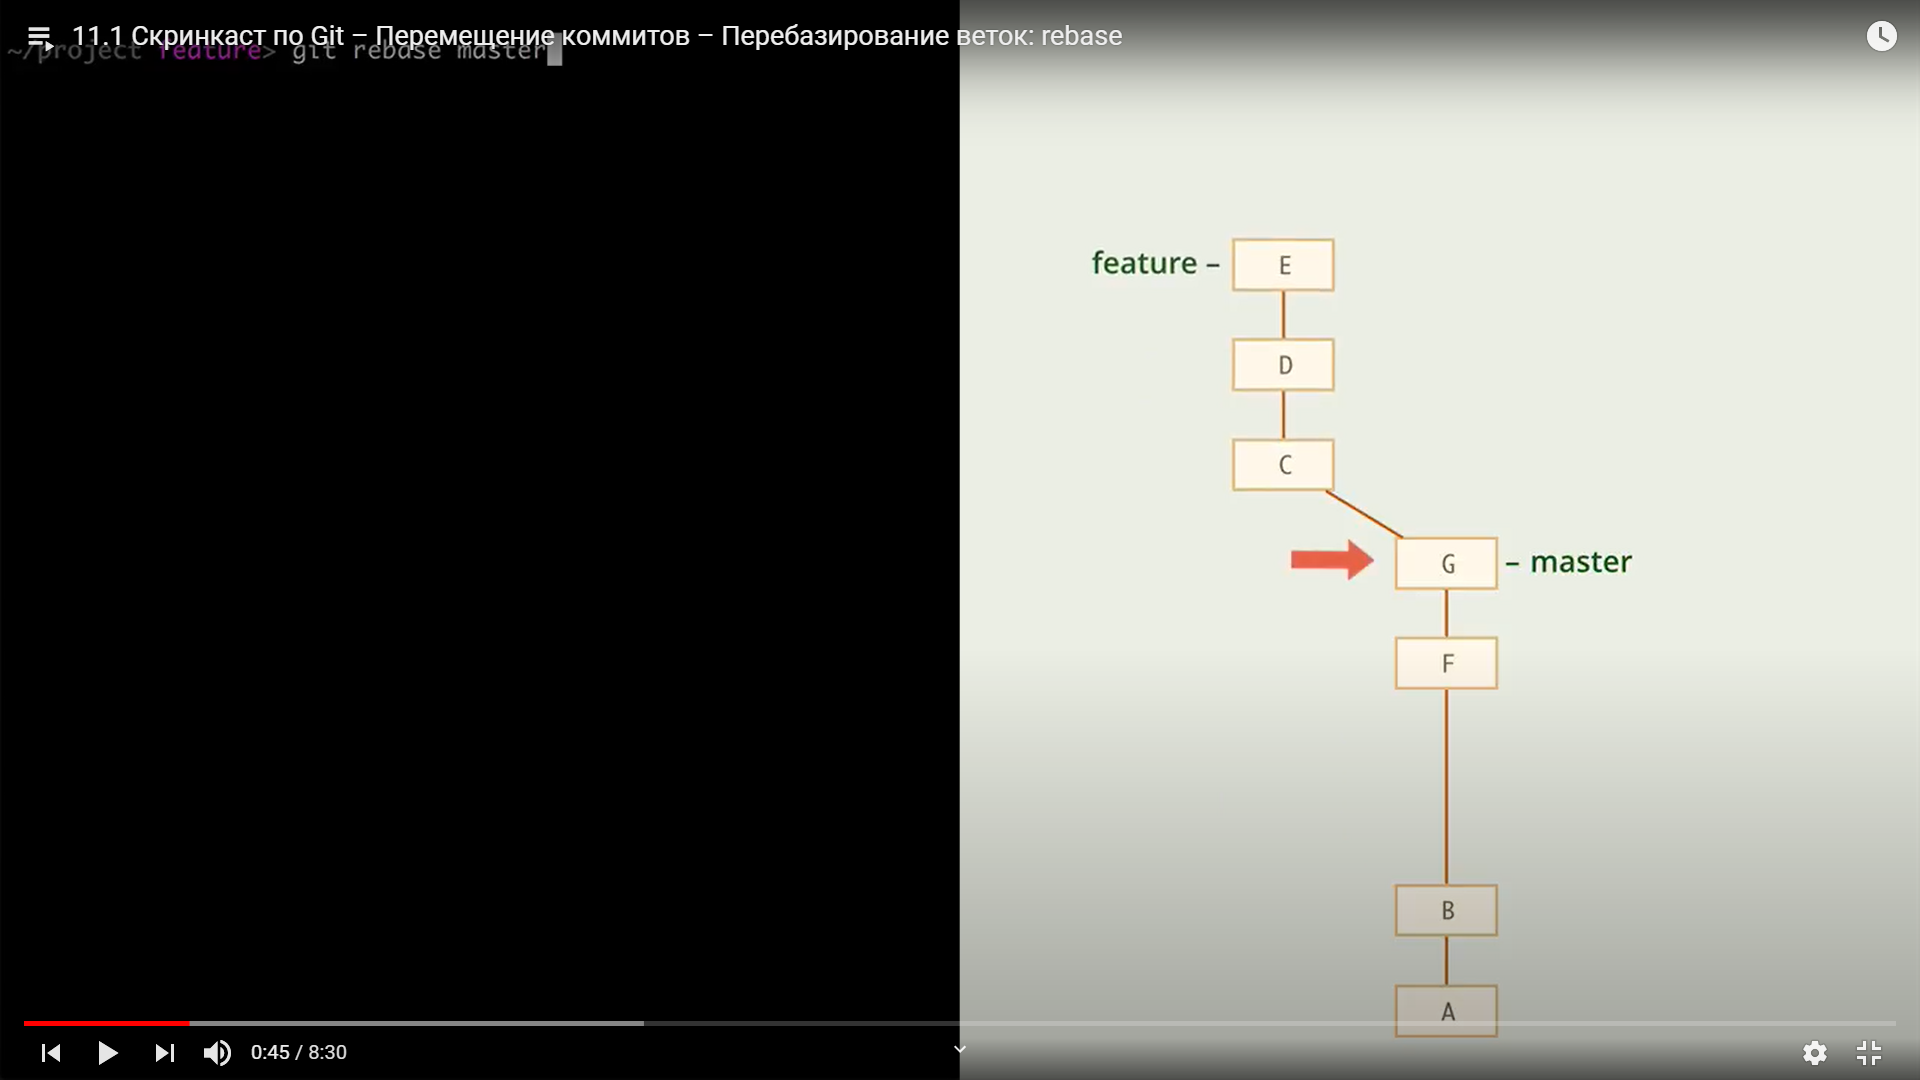 11.1 Скринкаст по Git – Перемещение коммитов – Перебазирование веток: rebase
~/project feature> git rebase master
feature – E
D
C
G – master
F
B
A
0:45 / 8:30